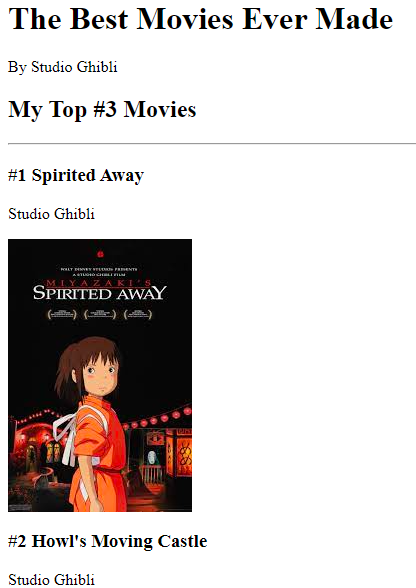 The Best Movies Ever Made
By Studio Ghibli
My Top #3 Movies
#1 Spirited Away
Studio Ghibli
WALT DISNEY STUDIOS PRESENTS
A STUDIO GHIBLI FILM
MIYAZAKI'S
SPIRITED AWAY
#2 Howl's Moving Castle
Studio Ghibli